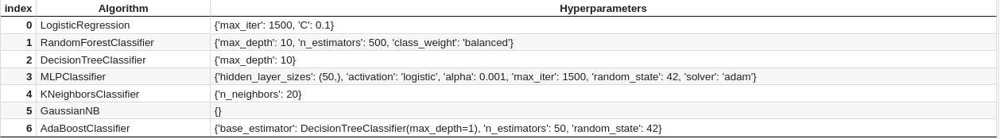 index Algorithm Hyperparameters
0 LogisticRegression {'max_iter': 1500, 'C': 0.1}
1 RandomForestClassifier {'max_depth': 10, 'n_estimators': 500, 'class_weight': 'balanced'}
2 DecisionTreeClassifier {'max_depth': 10}
3 MLPClassifier {'hidden_layer_sizes': (50,), 'activation': 'logistic', 'alpha': 0.001, 'max_iter': 1500, 'random_state': 42, 'solver': 'adam'}
4 KNeighborsClassifier {'n_neighbors': 20}
5 GaussianNB {}
6 AdaBoostClassifier {'base_estimator': DecisionTreeClassifier(max_depth=1), 'n_estimators': 50, 'random_state': 42}